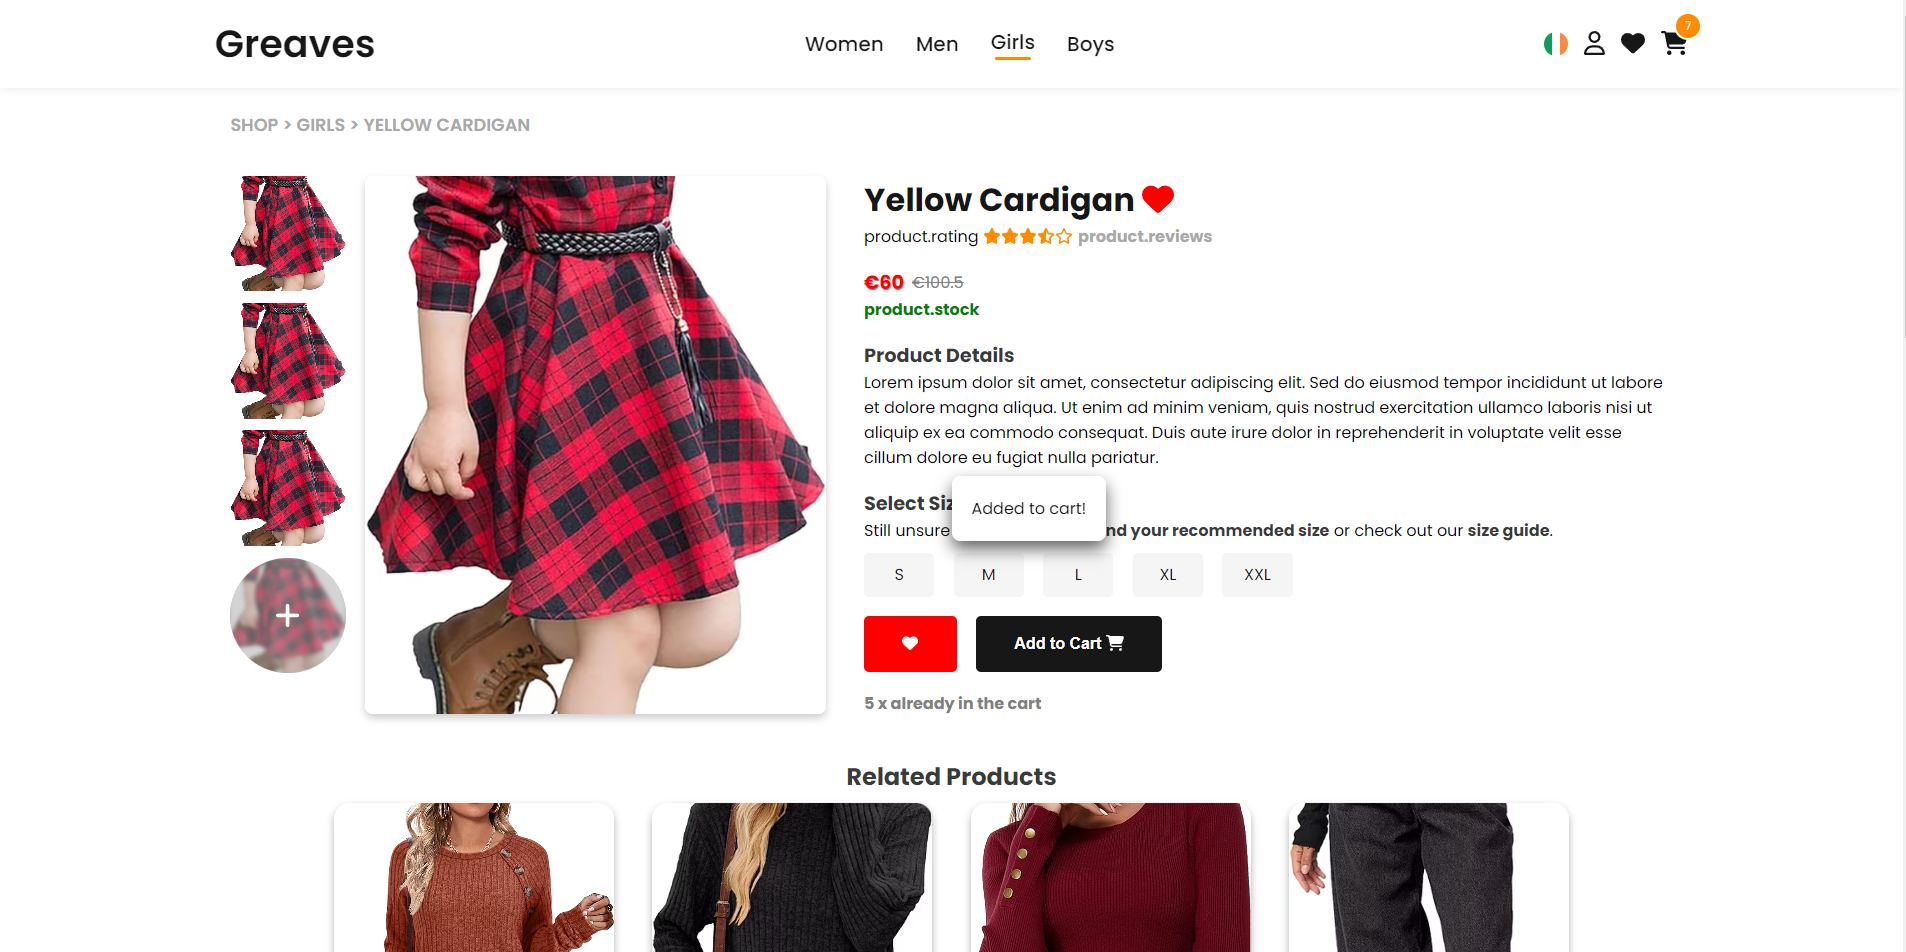 Greaves
Women Men Girls Boys
7
SHOP > GIRLS > YELLOW CARDIGAN
Yellow Cardigan
product.rating product.reviews
€60 €100.5
product.stock
Product Details
Lorem ipsum dolor sit amet, consectetur adipiscing elit. Sed do eiusmod tempor incididunt ut labore
et dolore magna aliqua. Ut enim ad minim veniam, quis nostrud exercitation ullamco laboris nisi ut
aliquip ex ea commodo consequat. Duis aute irure dolor in reprehenderit in voluptate velit esse
cillum dolore eu fugiat nulla pariatur.
Select
Added to cart!
Still unsure your recommended size or check out our size guide.
S M L XL XXL
Add to Cart
5 x already in the cart
Related Products